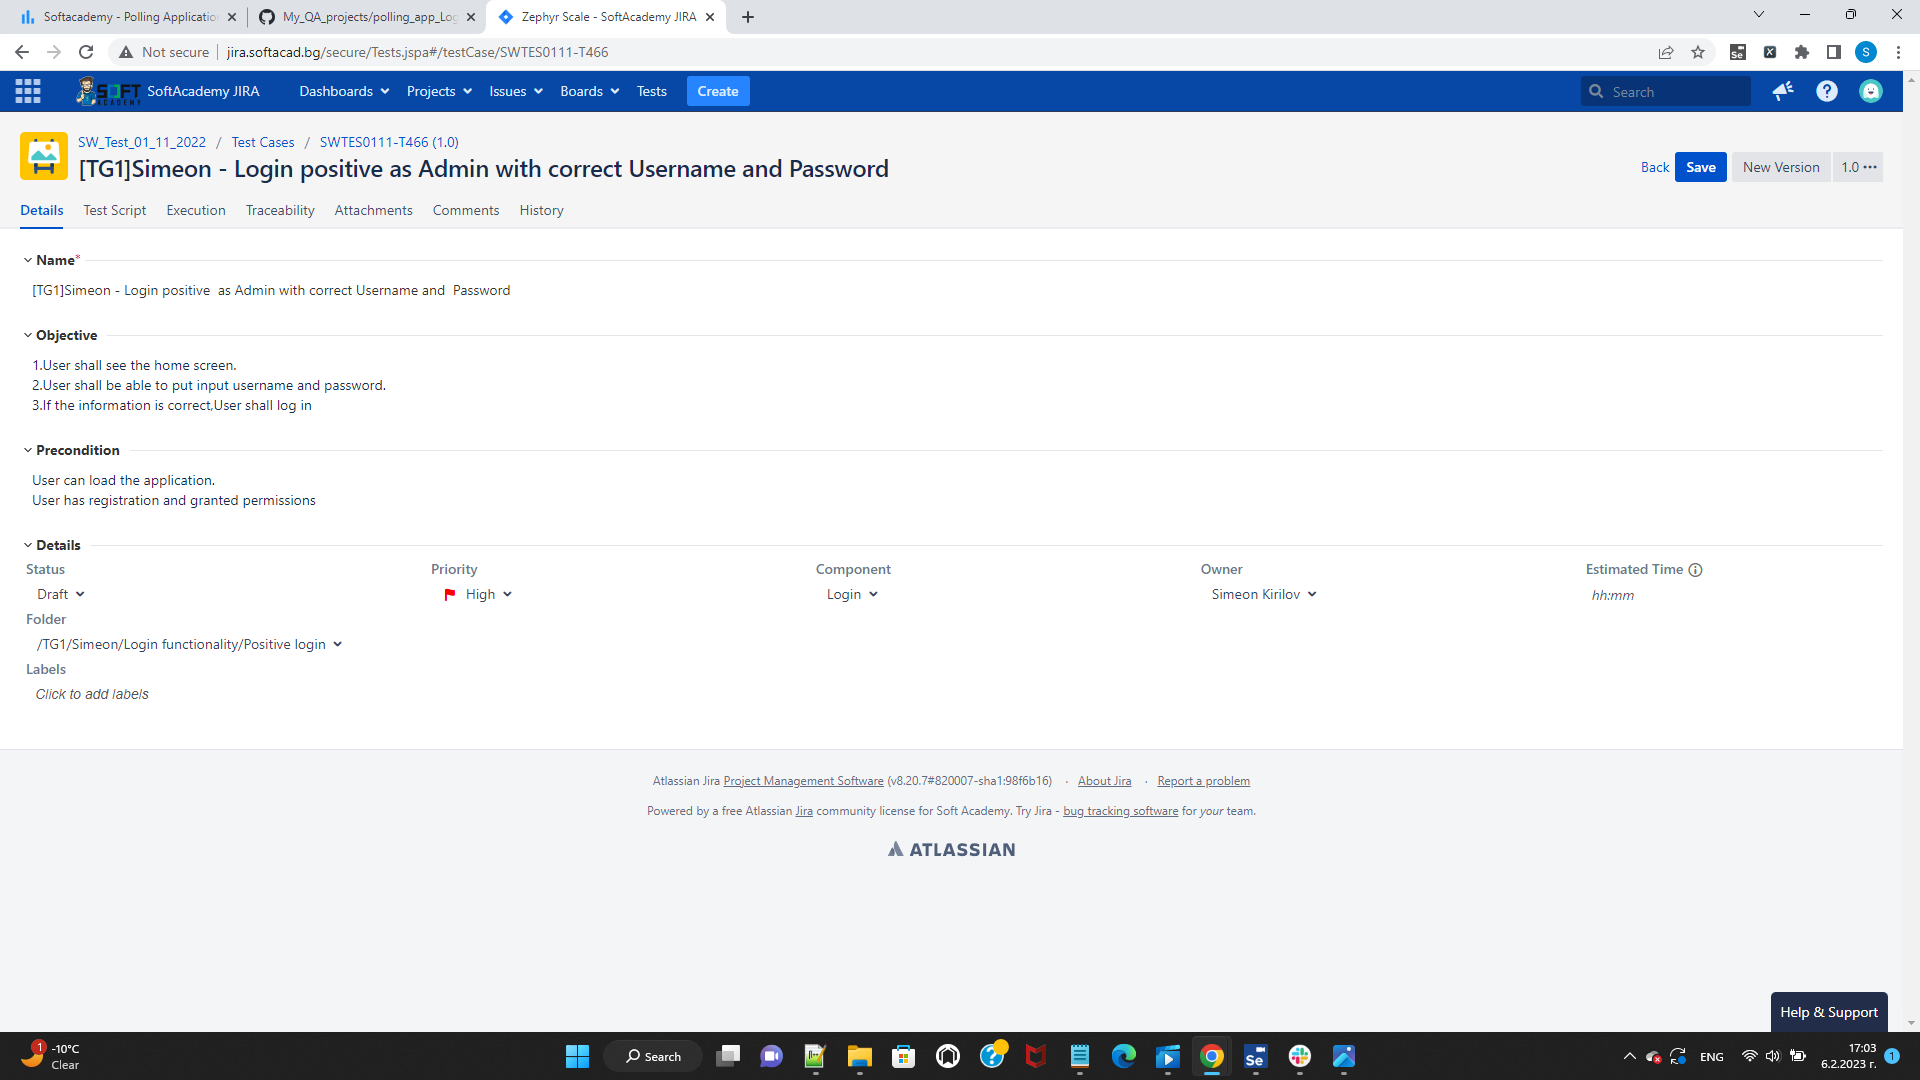 Softacademy - Polling Applicatio
My_QA_projects/polling_app_Log
Zephyr Scale - SoftAcademy JIRA
Not secure
jira.softacad.bg/secure/Tests.jspa#/testCase/SWTES0111-T466
Se
X
S
SOFT
ACADEMY
SoftAcademy JIRA
Dashboards
Projects
Issues
Boards
Tests
Create
Search
SW_Test_01_11_2022 / Test Cases / SWTES0111-T466 (1.0)
[TG1]Simeon - Login positive as Admin with correct Username and Password
Back
Save
New Version
1.0 •••
Details
Test Script
Execution
Traceability
Attachments
Comments
History
Name*
[TG1]Simeon - Login positive  as Admin with correct Username and  Password
Objective
1.User shall see the home screen.
2.User shall be able to put input username and password.
3.If the information is correct,User shall log in
Precondition
User can load the application.
User has registration and granted permissions
Details
Status
Priority
Component
Owner
Estimated Time
Draft
High
Login
Simeon Kirilov
hh:mm
Folder
/TG1/Simeon/Login functionality/Positive login
Labels
Click to add labels
Atlassian Jira Project Management Software (v8.20.7#820007-sha1:98f6b16) · About Jira · Report a problem
Powered by a free Atlassian Jira community license for Soft Academy. Try Jira - bug tracking software for your team.
ATLASSIAN
Help & Support
1
-10°C
Clear
Search
Se
ENG
17:03
6.2.2023 г.
1